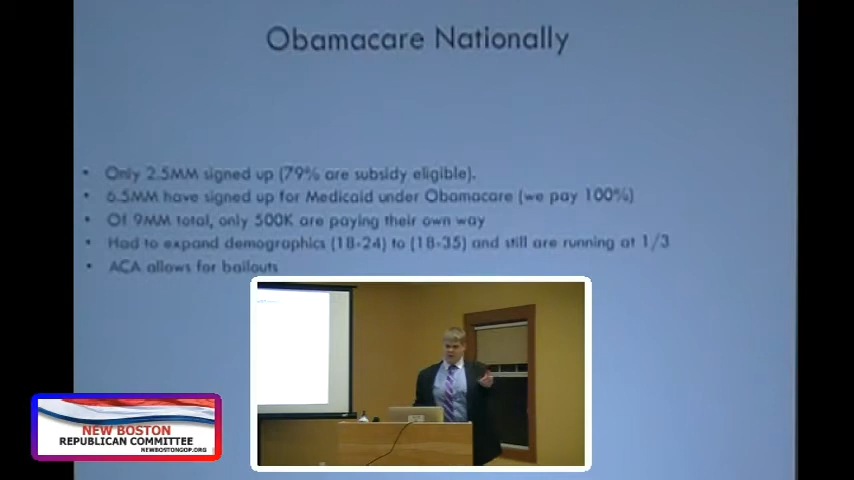 Obamacare Nationally
• Only 2.5MM signed up (79% are subsidy eligible).
• 6.5MM have signed up for Medicaid under Obamacare (we pay 100%)
• Of 9MM total, only 500K are paying their own way
• Had to expand demographics (18-24) to (18-35) and still are running at 1/3
• ACA allows for bailouts
NEW BOSTON
REPUBLICAN COMMITTEE
NEWBOSTONGOP.ORG